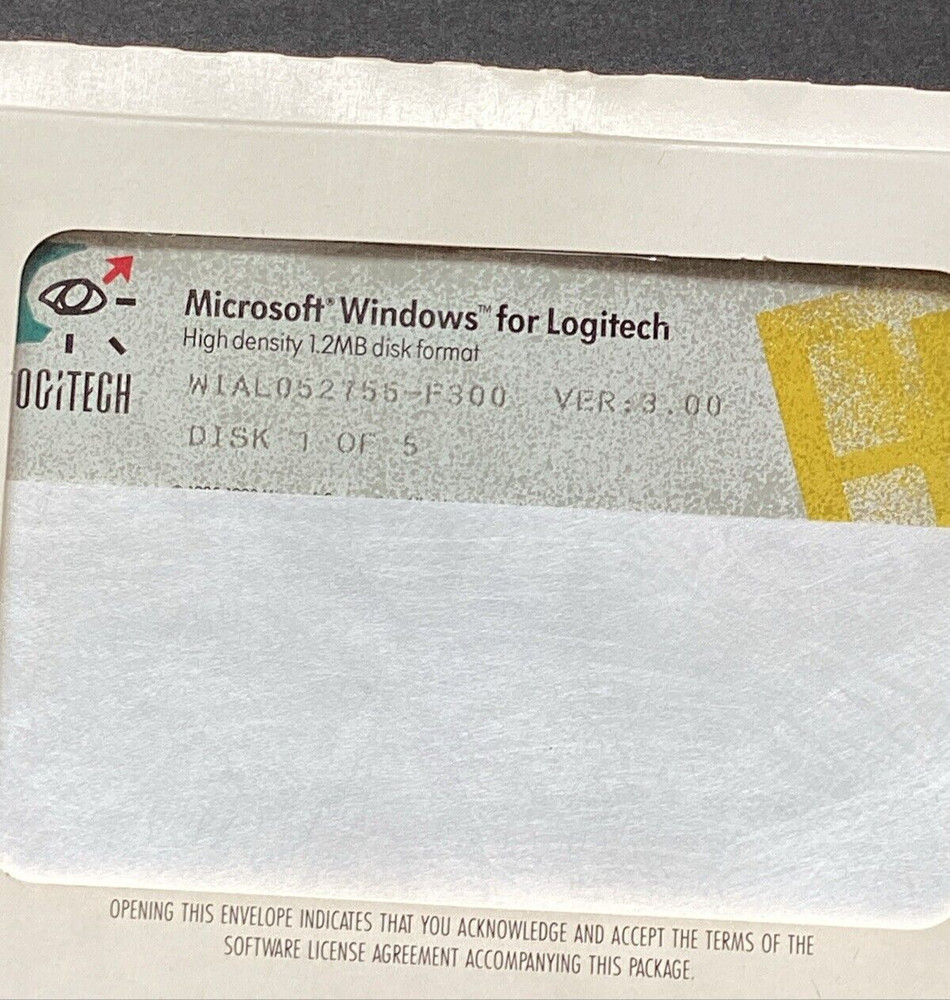 Microsoft® Windows™ for Logitech
High density 1.2MB disk format
OGITECH
WIAL052755-F300 VER:3.00
DISK 1 OF 5
OPENING THIS ENVELOPE INDICATES THAT YOU ACKNOWLEDGE AND ACCEPT THE TERMS OF THE
SOFTWARE LICENSE AGREEMENT ACCOMPANYING THIS PACKAGE.